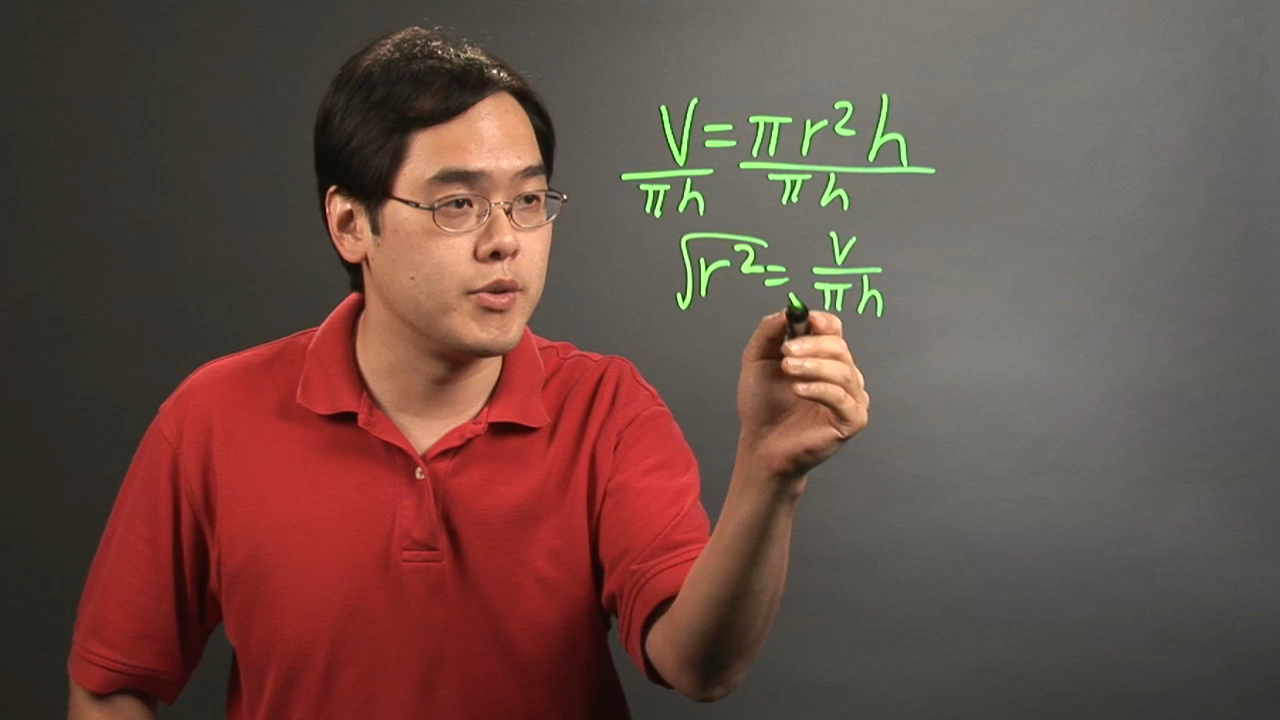 V = πr²h
πh πh
√r² = V
πh